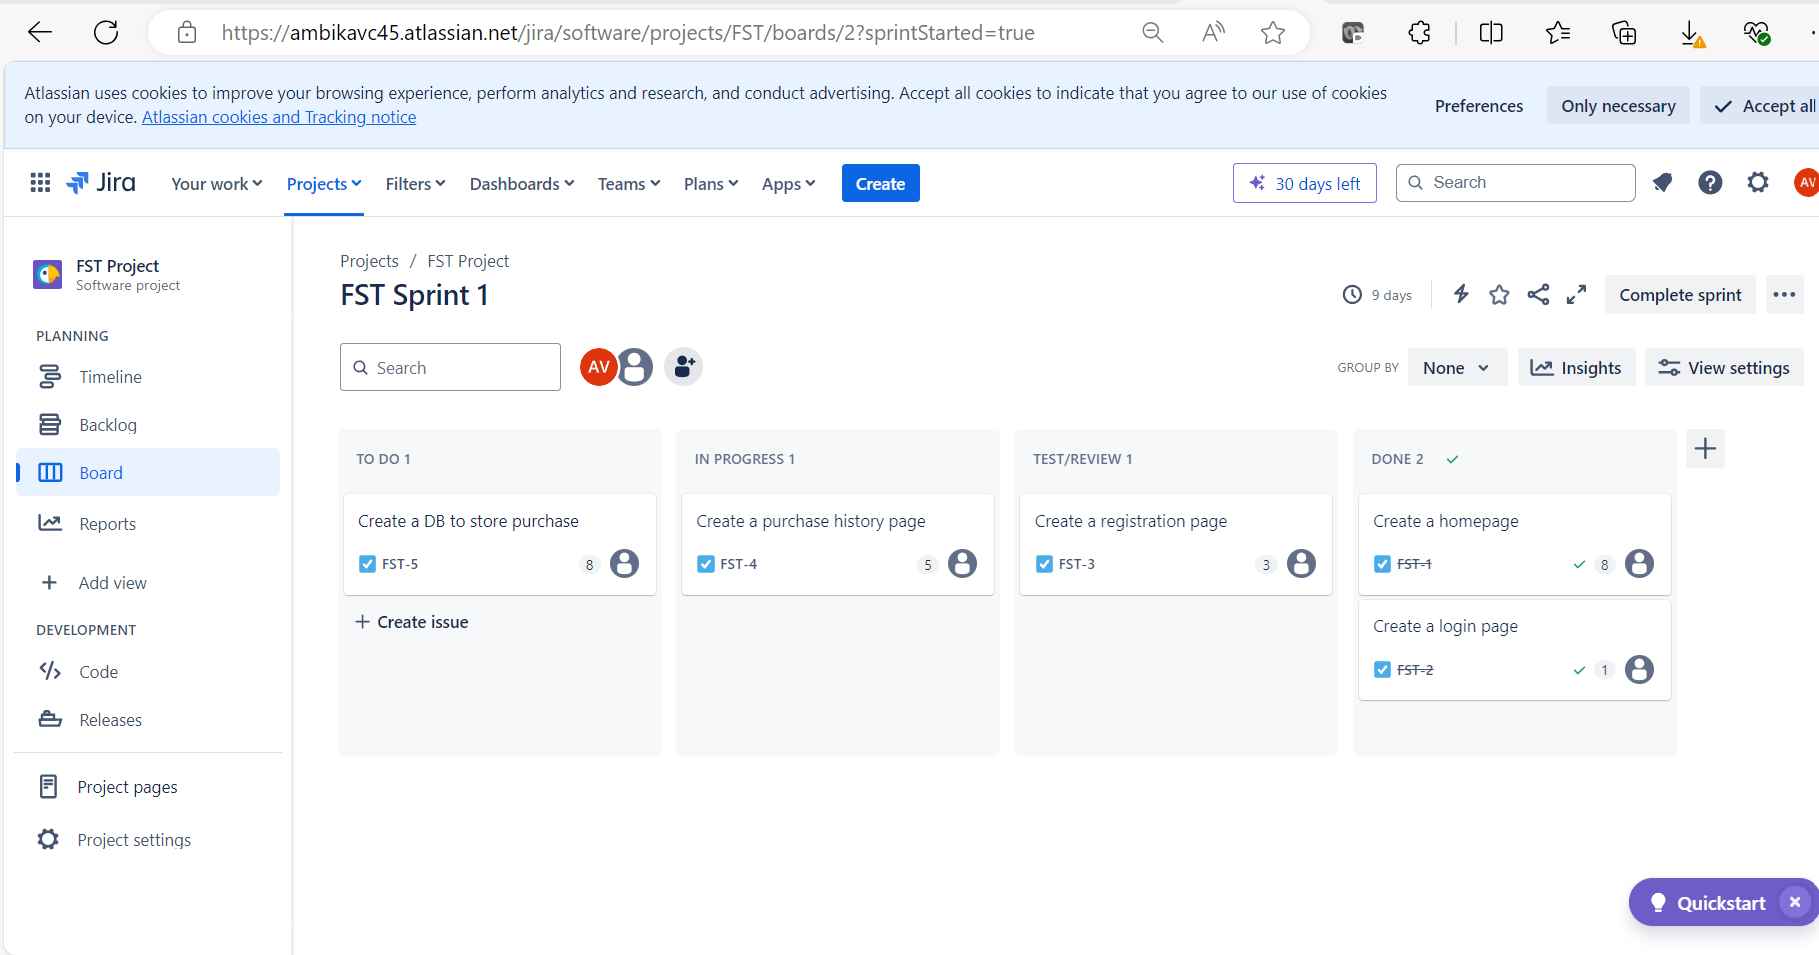 https://ambikavc45.atlassian.net/jira/software/projects/FST/boards/2?sprintStarted=true
Atlassian uses cookies to improve your browsing experience, perform analytics and research, and conduct advertising. Accept all cookies to indicate that you agree to our use of cookies
on your device. Atlassian cookies and Tracking notice
Preferences
Only necessary
Accept all
Jira
Your work
Projects
Filters
Dashboards
Teams
Plans
Apps
Create
30 days left
Search
AV
FST Project
Software project
PLANNING
Timeline
Backlog
Board
Reports
Add view
DEVELOPMENT
Code
Releases
Project pages
Project settings
Projects / FST Project
FST Sprint 1
9 days
Complete sprint
Search
AV
GROUP BY
None
Insights
View settings
TO DO 1
Create a DB to store purchase
FST-5
8
Create issue
IN PROGRESS 1
Create a purchase history page
FST-4
5
TEST/REVIEW 1
Create a registration page
FST-3
3
DONE 2
Create a homepage
FST-1
8
Create a login page
FST-2
1
Quickstart